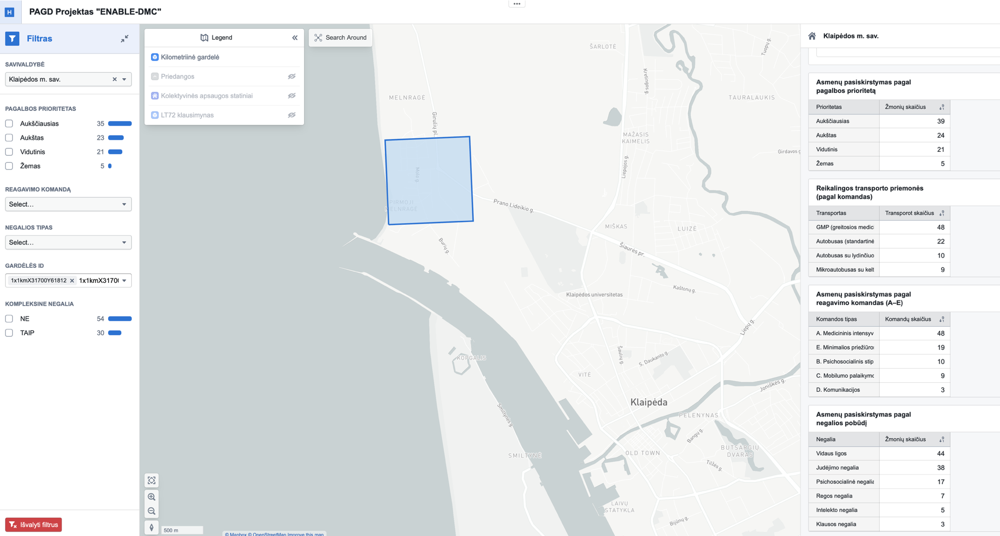 H
PAGD Projektas "ENABLE-DMC"
Filtras
SAVIVALDYBĖ
Klaipėdos m. sav.
PAGALBOS PRIORITETAS
Aukščiausias 35
Aukštas 23
Vidutinis 21
Žemas 5
REAGAVIMO KOMANDĄ
Select...
NEGALIOS TIPAS
Select...
GARDĖLĖS ID
1x1kmX31700Y61812 1x1kmX3170
KOMPLEKSINE NEGALIA
NE 54
TAIP 30
Išvalyti filtrus
Legend
Kilometriinė gardelė
Priedangos
Kolektyvinės apsaugos statiniai
LT72 klausimynas
Search Around
ŠARLOTĖ
Tuopų g.
Kretingos g.
MELNRAGĖ
TAURALAUKIS
Girulių pl.
MAŽASIS
KAIMELIS
Girdavos g
Liepojos g.
Molo g.
PIRMOJI
MELNRAGĖ
Prano Lideikio g.
MIŠKAS
LUIZĖ
Burių g.
Šiaurės pr.
Kaštonų g.
Klaipėdos universitetas
Liepų g.
KOPGALIS
Šaulių g.
S. Daukanto g.
VITĖ
Joniškės g.
Klaipėda
Smiltynės g.
PELENYNAS
Bangų g.
BUTSARGIŲ
DVARAS
OLD TOWN
SMILTYNĖ
Tilžės g.
LAIVŲ
STATYKLA
Bijūnų g.
500 m
© Mapbox © OpenStreetMap Improve this map
Klaipėdos m. sav.
Asmenų pasiskirstymas pagal
pagalbos prioritetą
Prioritetas Žmonių skaičius
Aukščiausias 39
Aukštas 24
Vidutinis 21
Žemas 5
Reikalingos transporto priemonės
(pagal komandas)
Transportas Transporot skaičius
GMP (greitosios medici 48
Autobusas (standartinė 22
Autobusas su lydinčiuo 10
Mikroautobusas su kelt 9
Asmenų pasiskirstymas pagal
reagavimo komandas (A–E)
Komandos tipas Komandų skaičius
A. Medicininis intensyv 48
E. Minimalios priežiūros 19
B. Psichosocialinis stip 10
C. Mobilumo palaikymo 9
D. Komunikacijos 3
Asmenų pasiskirstymas pagal
negalios pobūdį
Negalia Žmonių skaičius
Vidaus ligos 44
Judėjimo negalia 38
Psichosocialinė negalia 17
Regos negalia 7
Intelekto negalia 5
Klausos negalia 3